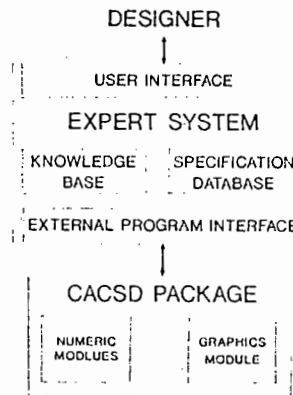 DESIGNER
USER INTERFACE
EXPERT SYSTEM
KNOWLEDGE SPECIFICATION
BASE DATABASE
EXTERNAL PROGRAM INTERFACE
CACSD PACKAGE
NUMERIC GRAPHICS
MODLUES MODULE